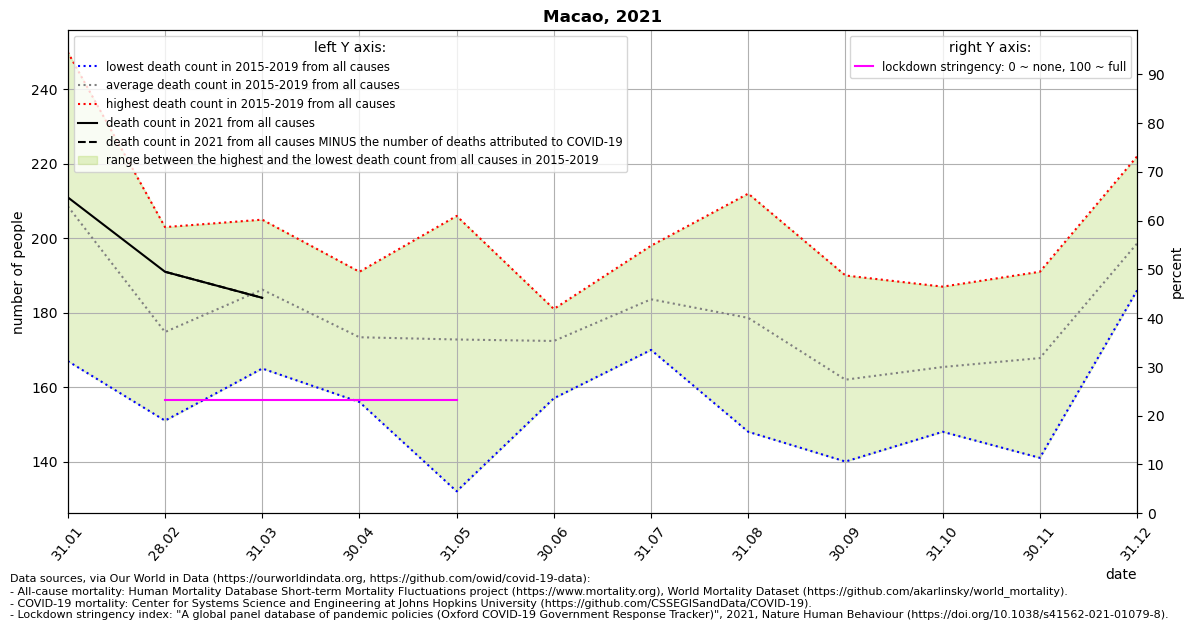 Macao, 2021
left Y axis:
lowest death count in 2015-2019 from all causes
average death count in 2015-2019 from all causes
highest death count in 2015-2019 from all causes
death count in 2021 from all causes
death count in 2021 from all causes MINUS the number of deaths attributed to COVID-19
range between the highest and the lowest death count from all causes in 2015-2019
right Y axis:
lockdown stringency: 0 ~ none, 100 ~ full
number of people
240
220
200
180
160
140
percent
90
80
70
60
50
40
30
20
10
0
31.01
28.02
31.03
30.04
31.05
30.06
31.07
31.08
30.09
31.10
30.11
31.12
date
Data sources, via Our World in Data (https://ourworldindata.org, https://github.com/owid/covid-19-data):
- All-cause mortality: Human Mortality Database Short-term Mortality Fluctuations project (https://www.mortality.org), World Mortality Dataset (https://github.com/akarlinsky/world_mortality).
- COVID-19 mortality: Center for Systems Science and Engineering at Johns Hopkins University (https://github.com/CSSEGISandData/COVID-19).
- Lockdown stringency index: "A global panel database of pandemic policies (Oxford COVID-19 Government Response Tracker)", 2021, Nature Human Behaviour (https://doi.org/10.1038/s41562-021-01079-8).